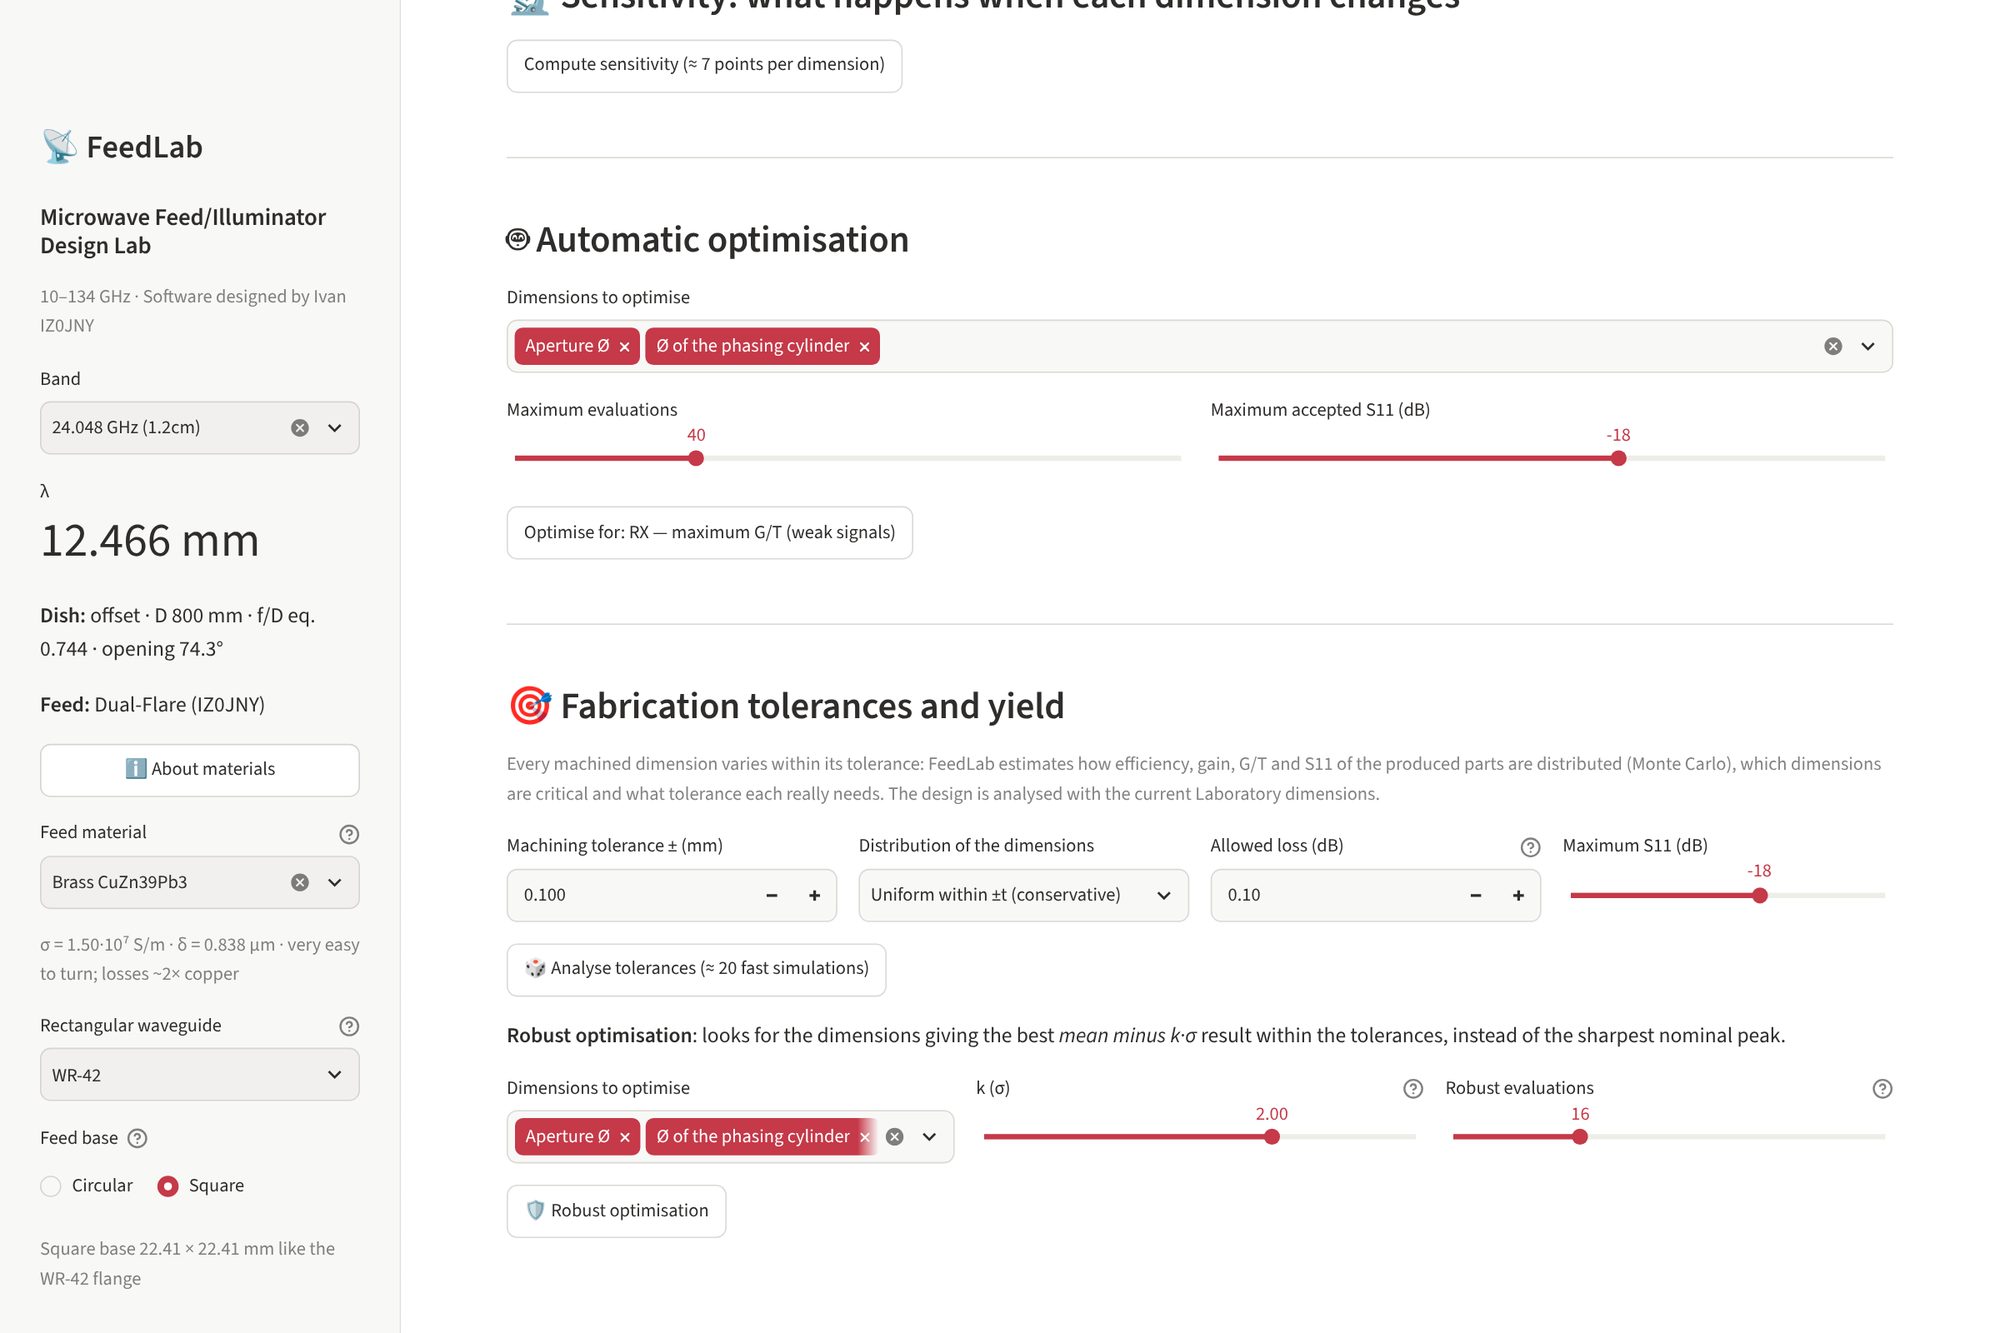 FeedLab
Microwave Feed/Illuminator
Design Lab
10–134 GHz · Software designed by Ivan
IZ0JNY
Band
24.048 GHz (1.2cm)
λ
12.466 mm
Dish: offset · D 800 mm · f/D eq.
0.744 · opening 74.3°
Feed: Dual-Flare (IZ0JNY)
ℹ️ About materials
Feed material
Brass CuZn39Pb3
σ = 1.50·10⁷ S/m · δ = 0.838 µm · very easy
to turn; losses ~2× copper
Rectangular waveguide
WR-42
Feed base
Circular
Square
Square base 22.41 × 22.41 mm like the
WR-42 flange
Sensitivity: what happens when each dimension changes
Compute sensitivity (≈ 7 points per dimension)
Automatic optimisation
Dimensions to optimise
Aperture Ø
Ø of the phasing cylinder
Maximum evaluations
40
Maximum accepted S11 (dB)
-18
Optimise for: RX — maximum G/T (weak signals)
Fabrication tolerances and yield
Every machined dimension varies within its tolerance: FeedLab estimates how efficiency, gain, G/T and S11 of the produced parts are distributed (Monte Carlo), which dimensions
are critical and what tolerance each really needs. The design is analysed with the current Laboratory dimensions.
Machining tolerance ± (mm)
0.100
Distribution of the dimensions
Uniform within ±t (conservative)
Allowed loss (dB)
0.10
Maximum S11 (dB)
-18
Analyse tolerances (≈ 20 fast simulations)
Robust optimisation: looks for the dimensions giving the best mean minus k·σ result within the tolerances, instead of the sharpest nominal peak.
Dimensions to optimise
Aperture Ø
Ø of the phasing cylinder
k (σ)
2.00
Robust evaluations
16
Robust optimisation